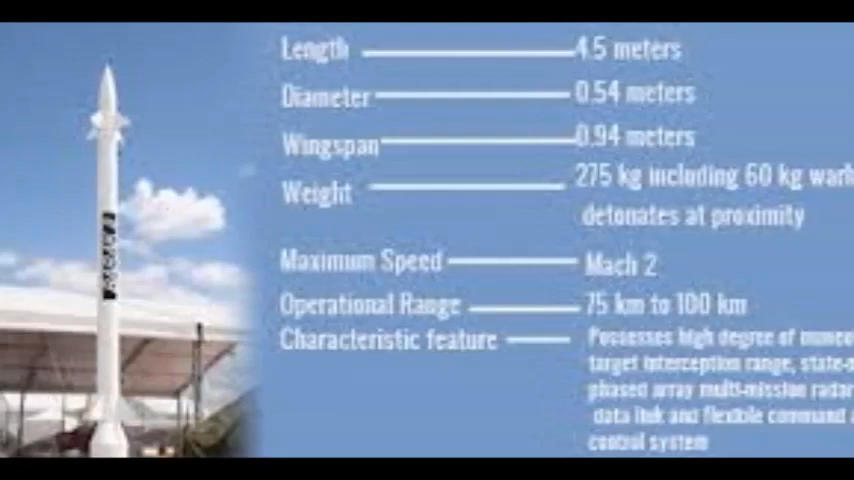 Length 4.5 meters
Diameter 0.54 meters
Wingspan 0.94 meters
Weight 275 kg including 60 kg
detonates at proximity
Maximum Speed Mach 2
Operational Range 75 km to 100 km
Characteristic feature Possesses high degree of
target interception range,
phased array multi-mission radar
data link and flexible command
control system